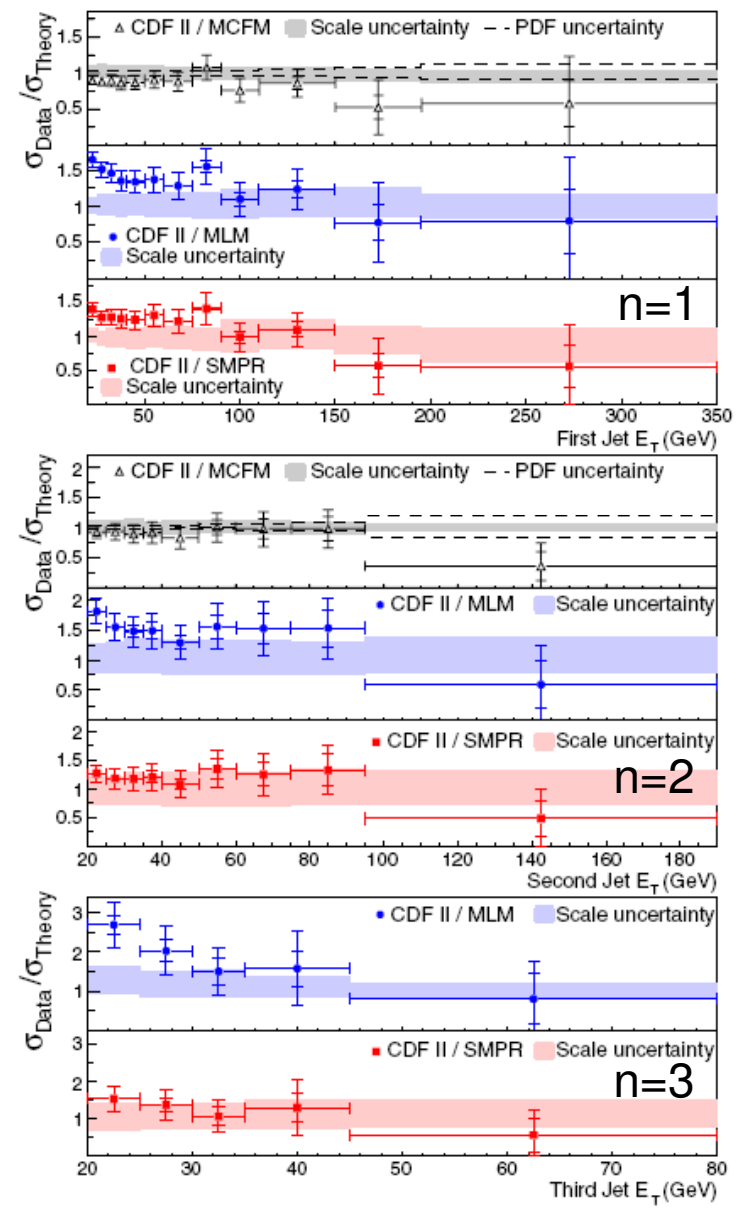 σData /σTheory
1.5
1
0.5
CDF II / MCFM Scale uncertainty PDF uncertainty
1.5
1
0.5
CDF II / MLM
Scale uncertainty
1.5
1
0.5
n=1
CDF II / SMPR
Scale uncertainty
50 100 150 200 250 300 350
First Jet ET (GeV)
σData /σTheory
2
1.5
1
0.5
CDF II / MCFM Scale uncertainty PDF uncertainty
2
1.5
1
0.5
CDF II / MLM Scale uncertainty
2
1.5
1
0.5
CDF II / SMPR Scale uncertainty
n=2
20 40 60 80 100 120 140 160 180
Second Jet ET (GeV)
σData /σTheory
3
2
1
CDF II / MLM Scale uncertainty
3
2
1
CDF II / SMPR Scale uncertainty
n=3
20 30 40 50 60 70 80
Third Jet ET (GeV)